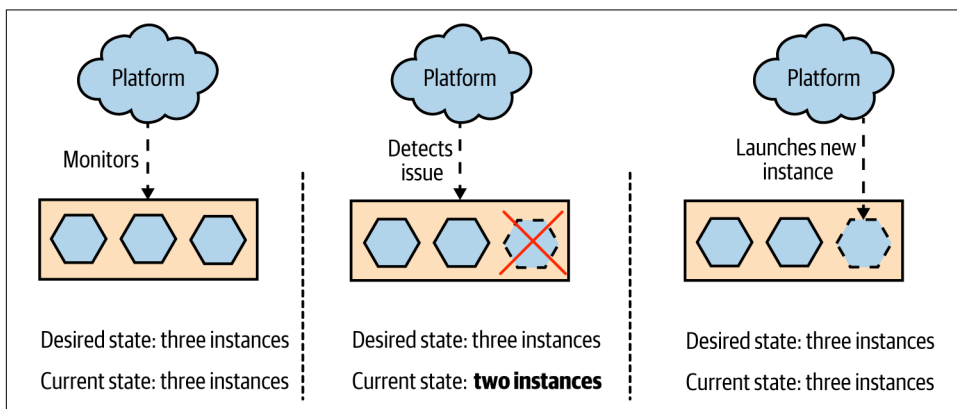 Platform
Monitors
Desired state: three instances
Current state: three instances
Platform
Detects
issue
Desired state: three instances
Current state: two instances
Platform
Launches new
instance
Desired state: three instances
Current state: three instances